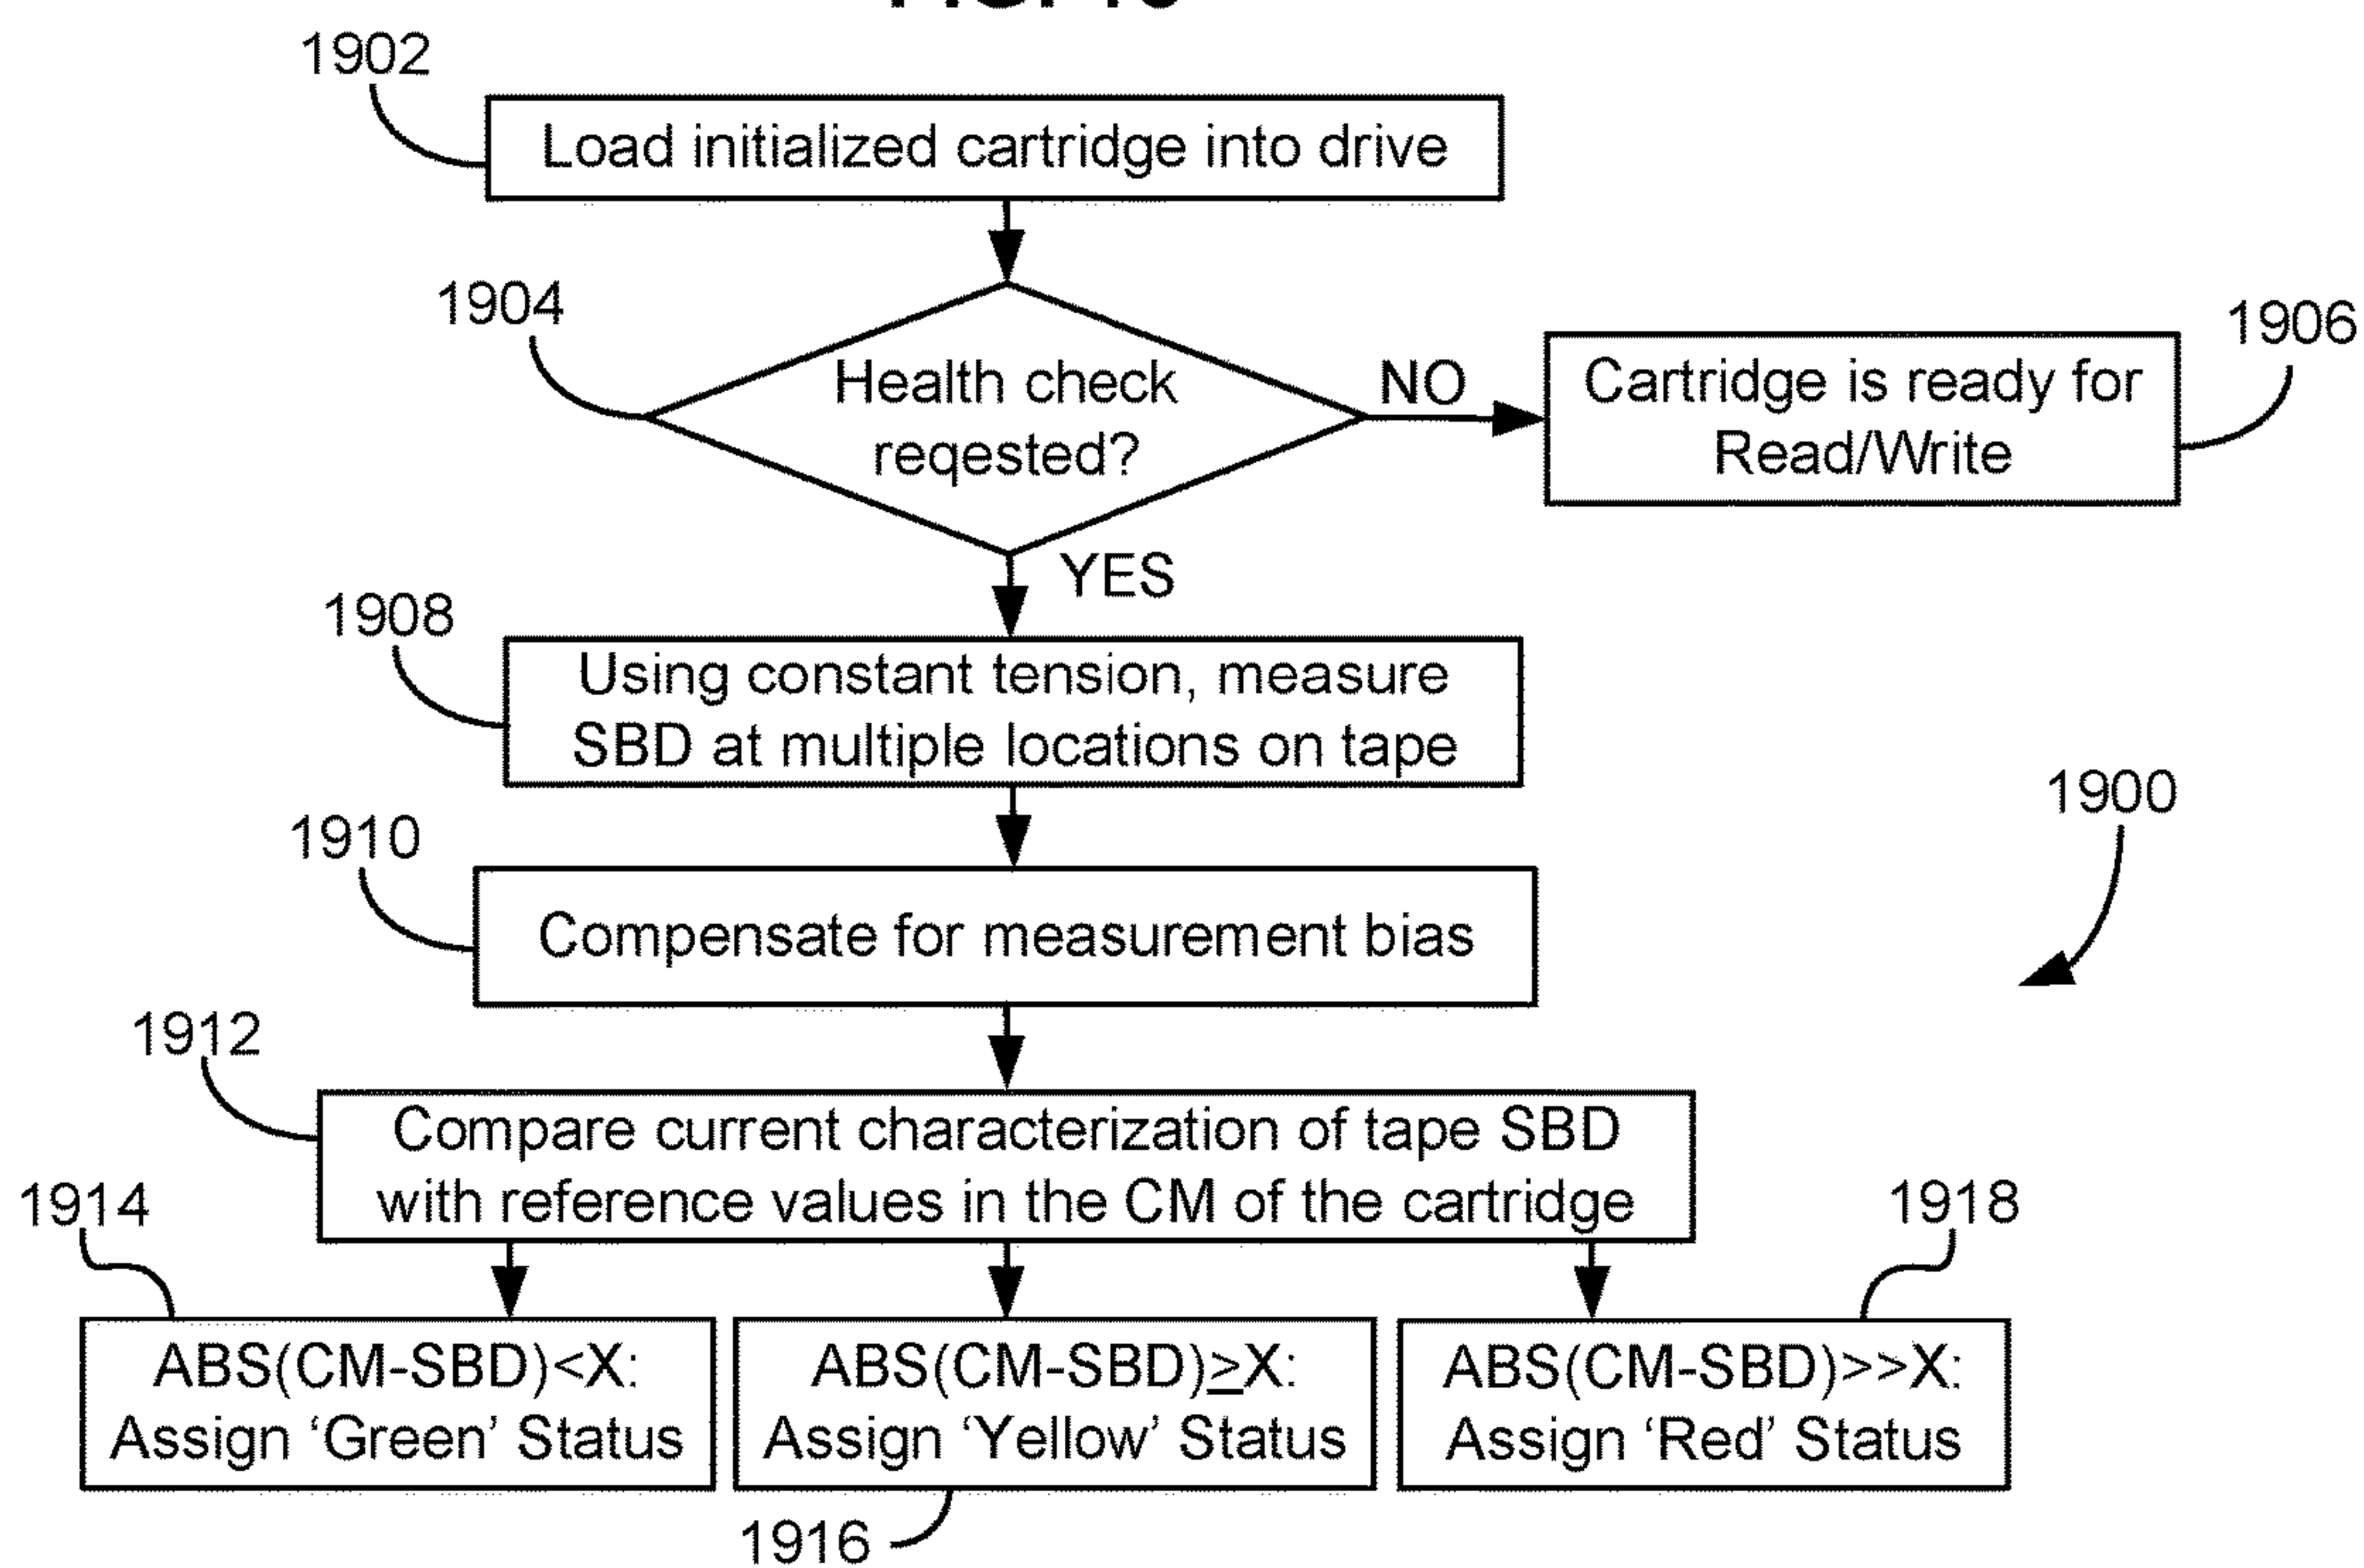 1902
Load initialized cartridge into drive
1904
Health check
reqested?
NO
Cartridge is ready for
Read/Write
1906
YES
1908
Using constant tension, measure
SBD at multiple locations on tape
1900
1910
Compensate for measurement bias
1912
Compare current characterization of tape SBD
with reference values in the CM of the cartridge
1914
1918
ABS(CM-SBD)<X:
Assign ‘Green’ Status
ABS(CM-SBD)≥X:
Assign ‘Yellow’ Status
ABS(CM-SBD)>>X:
Assign ‘Red’ Status
1916